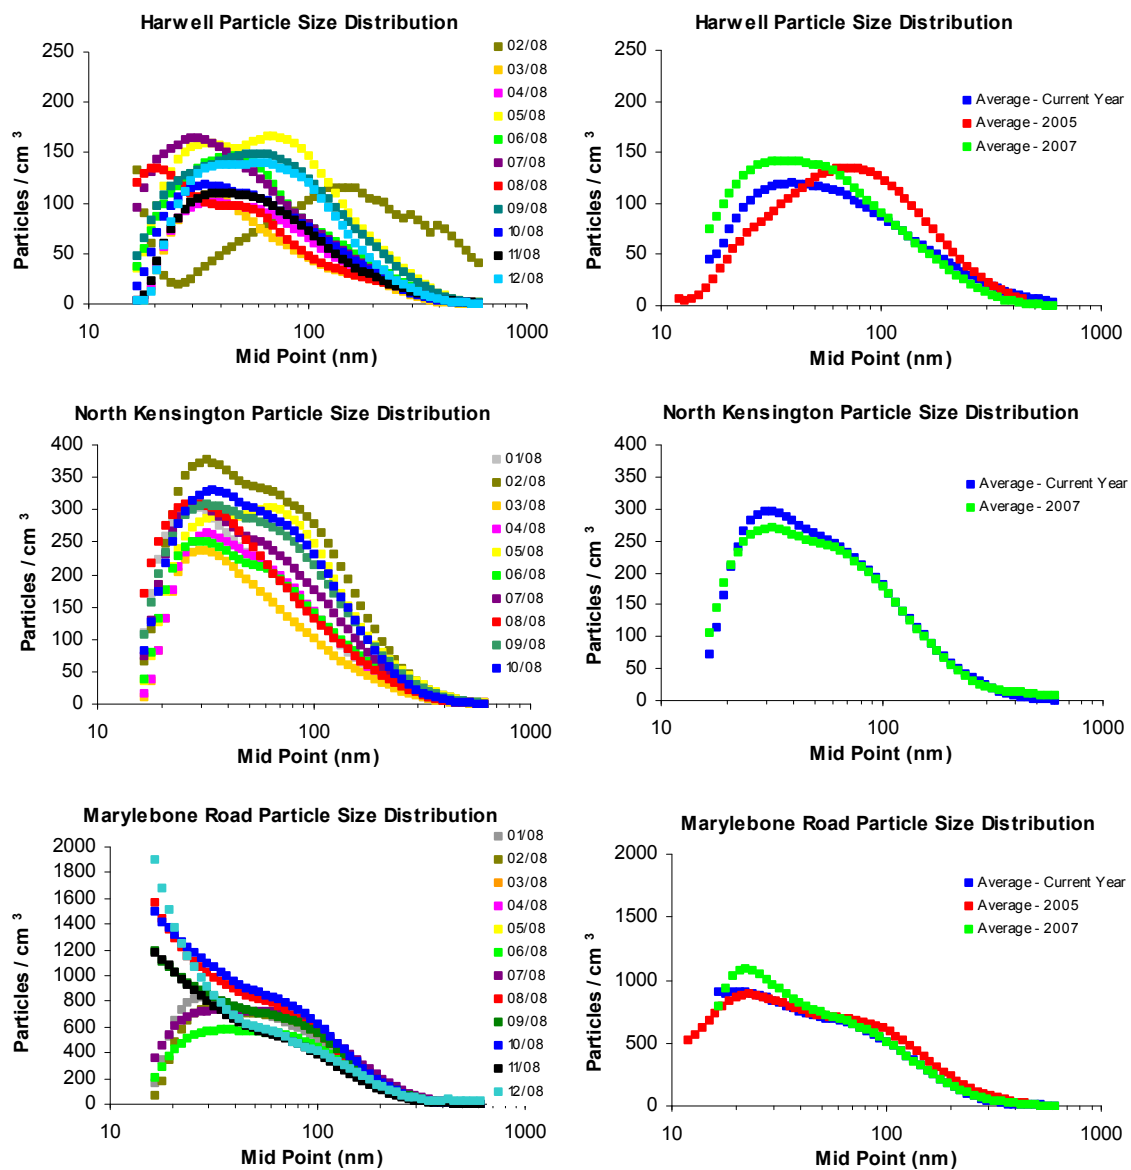 Harwell Particle Size Distribution
Particles / cm 3
250
200
150
100
50
0
10 100 1000
Mid Point (nm)
02/08
03/08
04/08
05/08
06/08
07/08
08/08
09/08
10/08
11/08
12/08
Harwell Particle Size Distribution
Particles / cm 3
250
200
150
100
50
0
10 100 1000
Mid Point (nm)
Average - Current Year
Average - 2005
Average - 2007
North Kensington Particle Size Distribution
Particles / cm 3
400
350
300
250
200
150
100
50
0
10 100 1000
Mid Point (nm)
01/08
02/08
03/08
04/08
05/08
06/08
07/08
08/08
09/08
10/08
North Kensington Particle Size Distribution
Particles / cm 3
400
350
300
250
200
150
100
50
0
10 100 1000
Mid Point (nm)
Average - Current Year
Average - 2007
Marylebone Road Particle Size Distribution
Particles / cm 3
2000
1800
1600
1400
1200
1000
800
600
400
200
0
10 100 1000
Mid Point (nm)
01/08
02/08
03/08
04/08
05/08
06/08
07/08
08/08
09/08
10/08
11/08
12/08
Marylebone Road Particle Size Distribution
Particles / cm 3
2000
1500
1000
500
0
10 100 1000
Mid Point (nm)
Average - Current Year
Average - 2005
Average - 2007